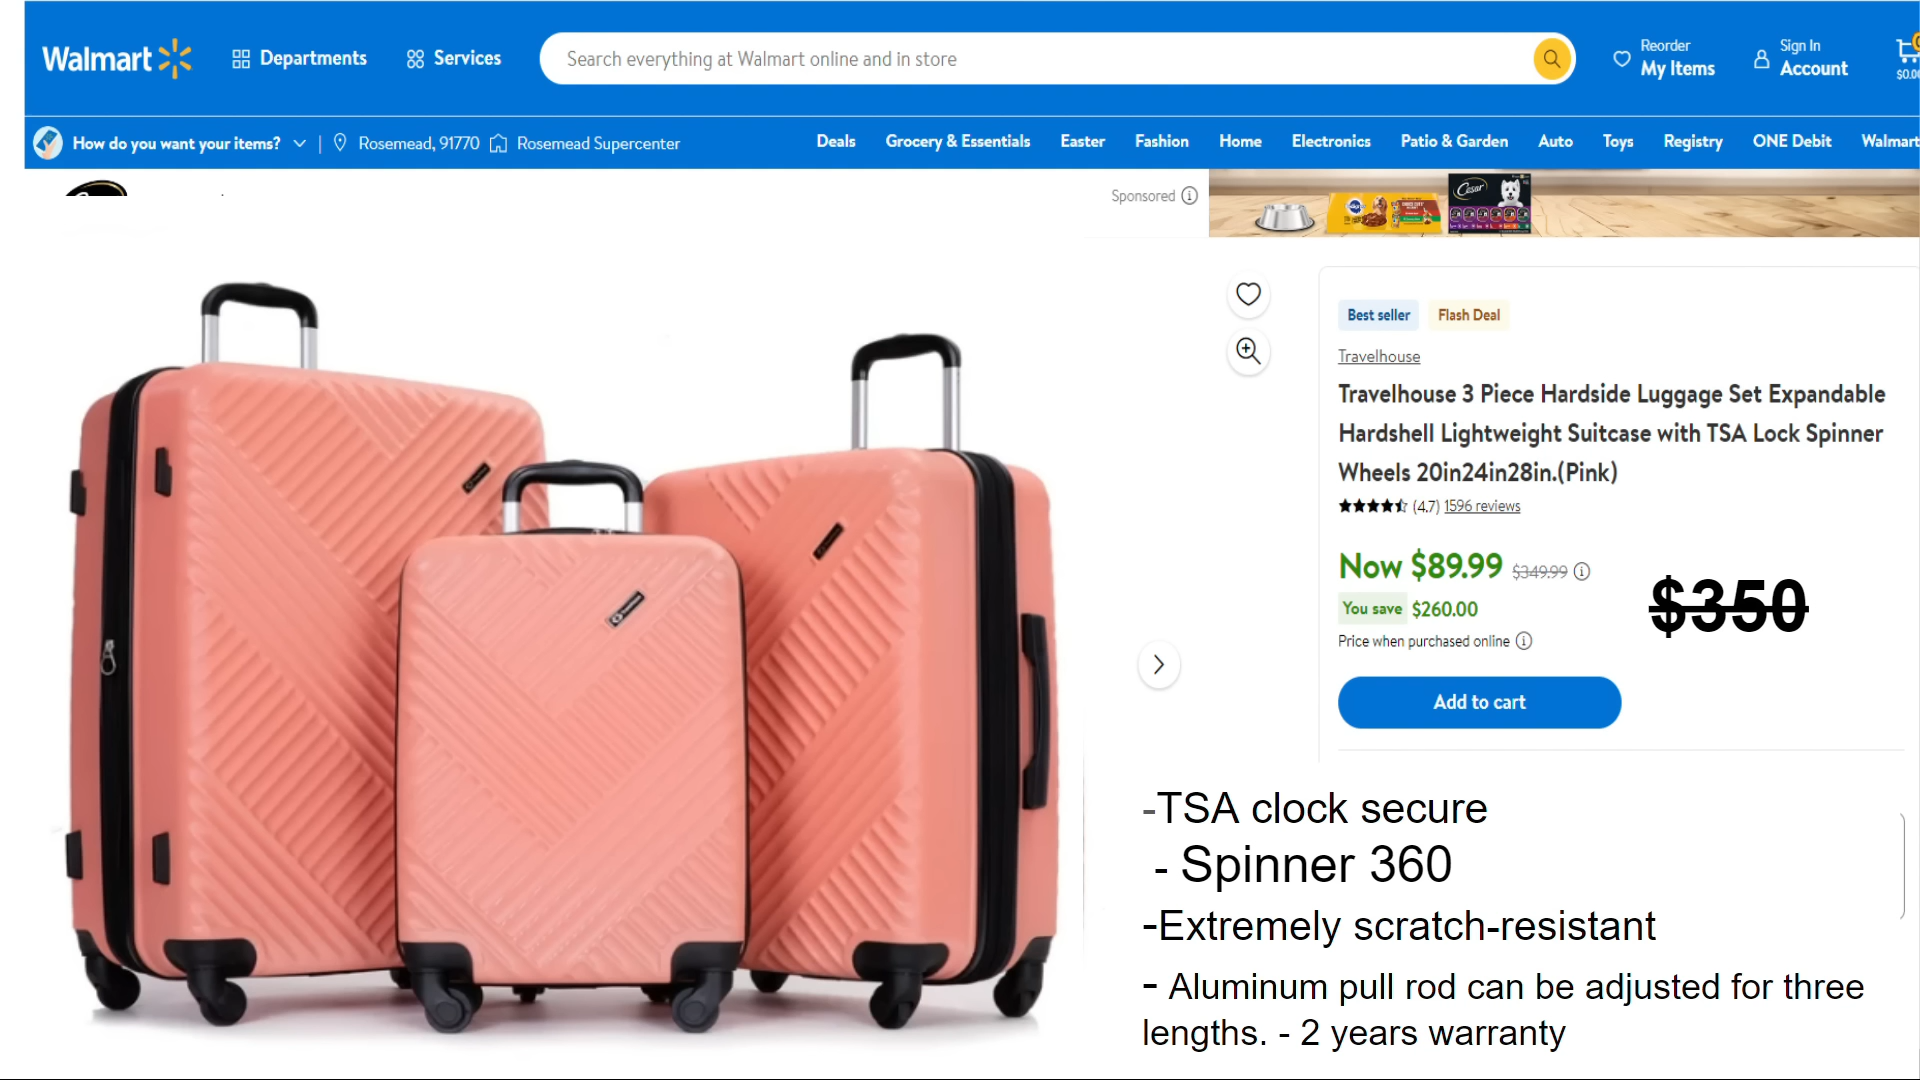 Walmart
Departments
Services
Search everything at Walmart online and in store
Reorder
My Items
Sign In
Account
How do you want your items?
|
Rosemead, 91770
Rosemead Supercenter
Deals
Grocery & Essentials
Easter
Fashion
Home
Electronics
Patio & Garden
Auto
Toys
Registry
ONE Debit
Walmart
Sponsored
Cesar
Best seller
Flash Deal
Travelhouse
Travelhouse 3 Piece Hardside Luggage Set Expandable
Hardshell Lightweight Suitcase with TSA Lock Spinner
Wheels 20in24in28in.(Pink)
(4.7) 1596 reviews
Now $89.99 $349.99
$350
You save $260.00
Price when purchased online
Add to cart
-TSA clock secure
- Spinner 360
-Extremely scratch-resistant
- Aluminum pull rod can be adjusted for three
lengths. - 2 years warranty